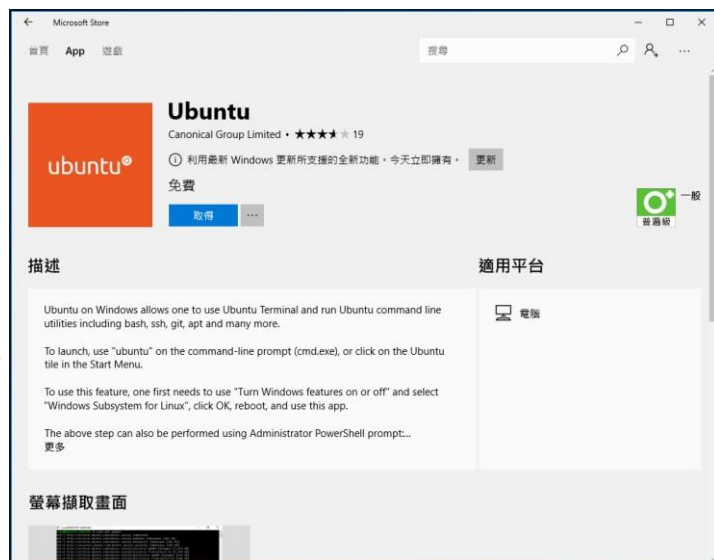 Microsoft Store
首頁 App 遊戲
搜尋
ubuntu
Ubuntu
Canonical Group Limited • ★★★★★ 19
利用最新 Windows 更新所支援的全新功能，今天立即擁有。 更新
免費
取得 ...
普遍級 一般
描述
適用平台
Ubuntu on Windows allows one to use Ubuntu Terminal and run Ubuntu command line
utilities including bash, ssh, git, apt and many more.
電腦
To launch, use "ubuntu" on the command-line prompt (cmd.exe), or click on the Ubuntu
tile in the Start Menu.
To use this feature, one first needs to use "Turn Windows features on or off" and select
"Windows Subsystem for Linux", click OK, reboot, and use this app.
The above step can also be performed using Administrator PowerShell prompt:...
更多
螢幕擷取畫面